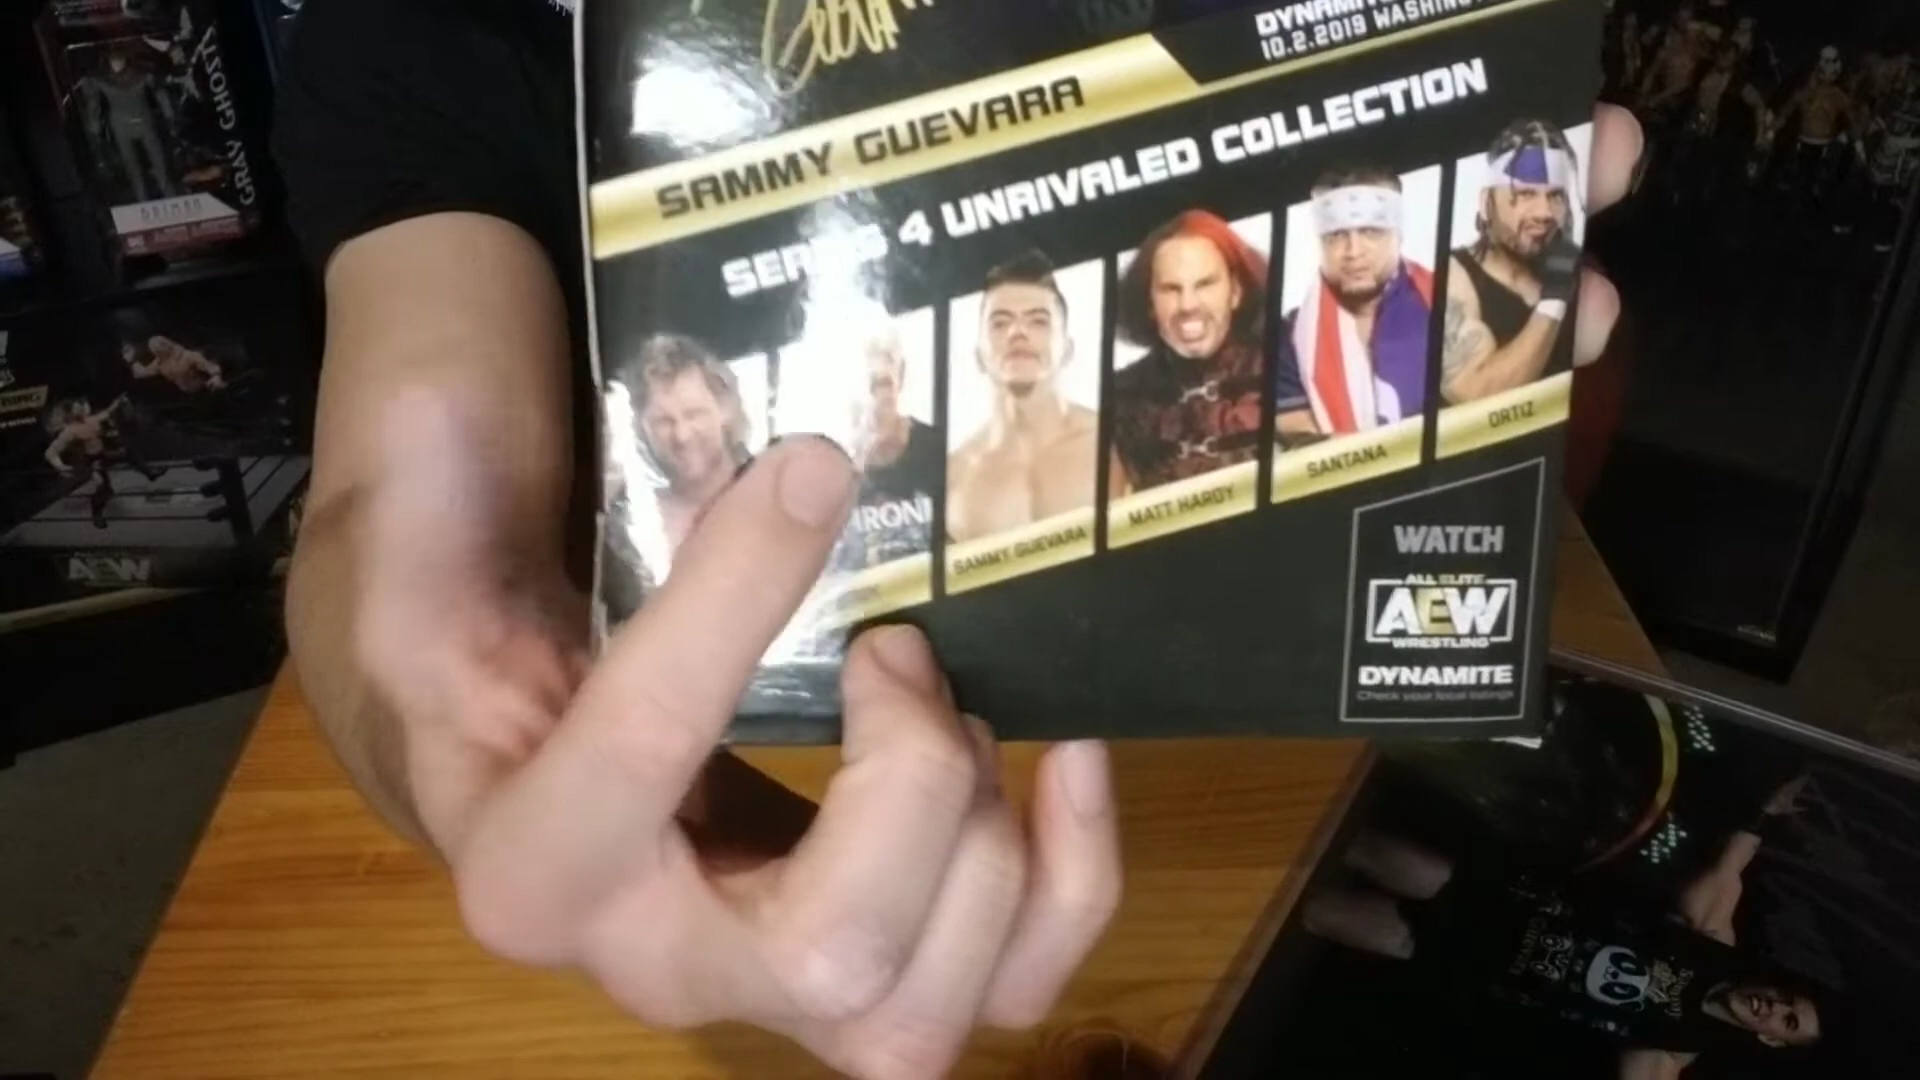 DYNAMITE
10.2.2019 WASHINGTON
SAMMY GUEVARA
SERIES 4 UNRIVALED COLLECTION
SAMMY GUEVARA
MATT HARDY
SANTANA
ORTIZ
WATCH
ALL ELITE
AEW
WRESTLING
DYNAMITE
Check your local listings
GRAY GHOST
AEW